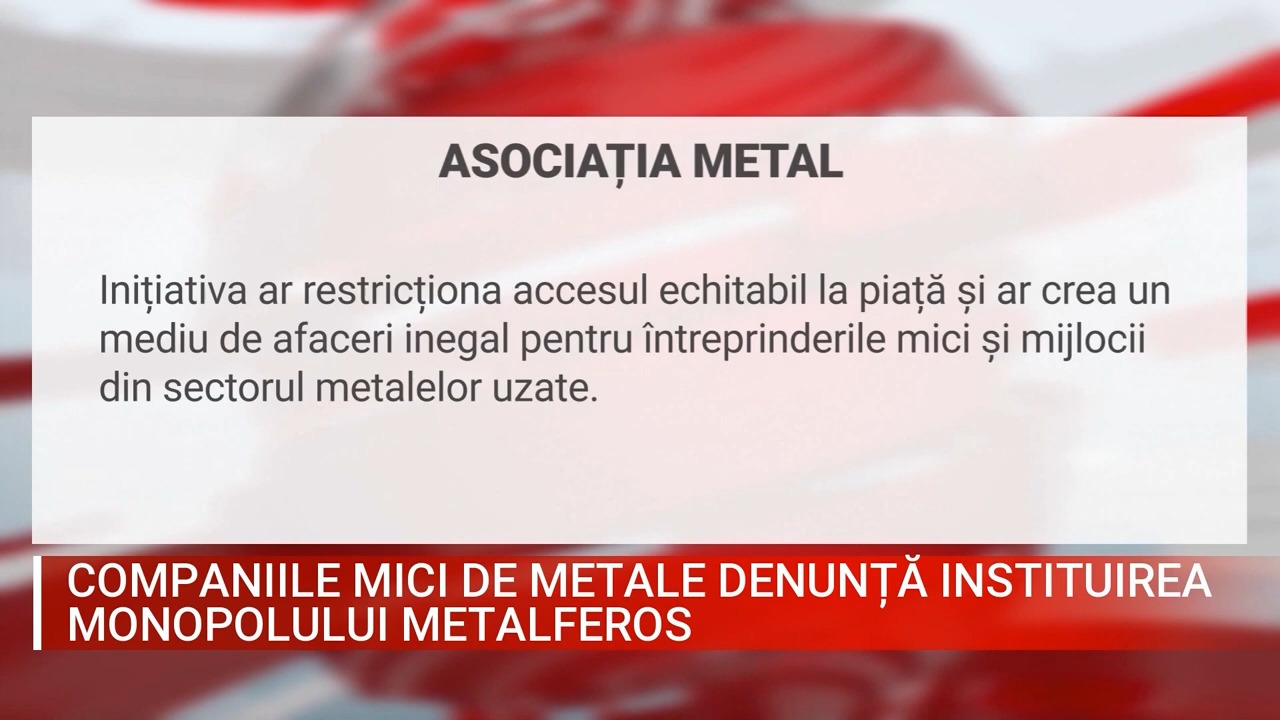 ASOCIAȚIA METAL
Inițiativa ar restricționa accesul echitabil la piață și ar crea un
mediu de afaceri inegal pentru întreprinderile mici și mijlocii
din sectorul metalelor uzate.
COMPANIILE MICI DE METALE DENUNȚĂ INSTITUIREA
MONOPOLULUI METALFEROS